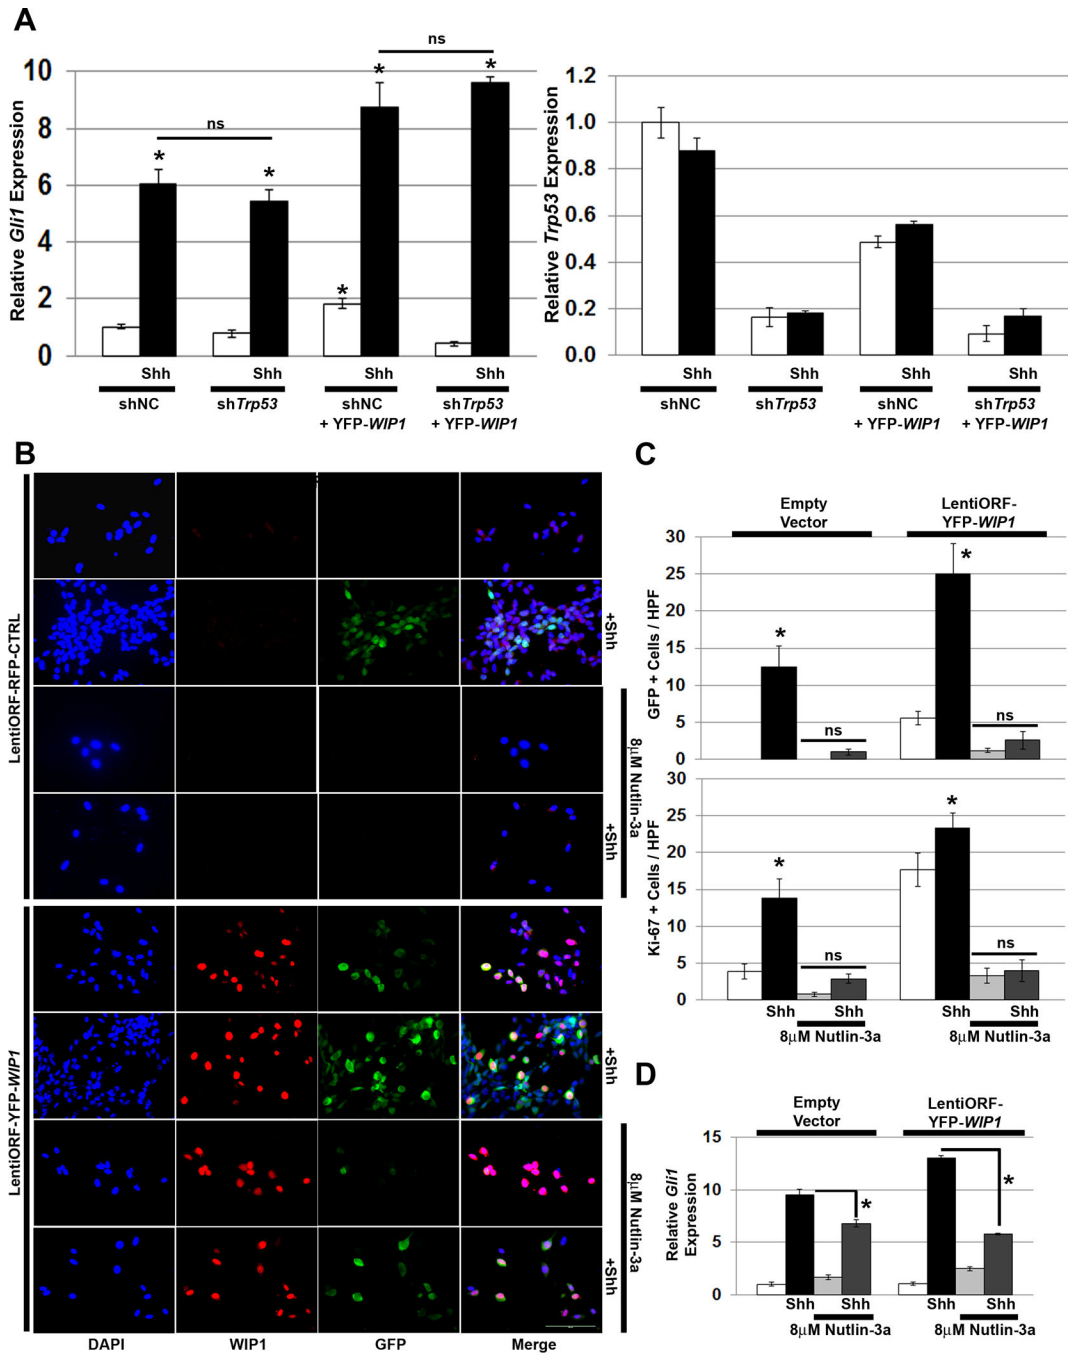 A
ns
ns
10
8
6
4
2
0
Relative Gli1 Expression
* * * * *
Shh Shh Shh Shh
shNC shTrp53 shNC + YFP-WIP1 shTrp53 + YFP-WIP1
1.2
1.0
0.8
0.6
0.4
0.2
0.0
Relative Trp53 Expression
Shh Shh Shh Shh
shNC shTrp53 shNC + YFP-WIP1 shTrp53 + YFP-WIP1
B
LentiORF-RFP-CTRL
+Shh
+Shh
8µM Nutlin-3a
LentiORF-YFP-WIP1
+Shh
+Shh
8µM Nutlin-3a
DAPI WIP1 GFP Merge
C
Empty Vector
LentiORF-YFP-WIP1
30
25
20
15
10
5
0
GFP + Cells / HPF
* *
ns ns
30
25
20
15
10
5
0
Ki-67 + Cells / HPF
* *
ns ns
Shh Shh Shh Shh
8µM Nutlin-3a 8µM Nutlin-3a
D
Empty Vector
LentiORF-YFP-WIP1
15
10
5
0
Relative Gli1 Expression
* *
Shh Shh Shh Shh
8µM Nutlin-3a 8µM Nutlin-3a